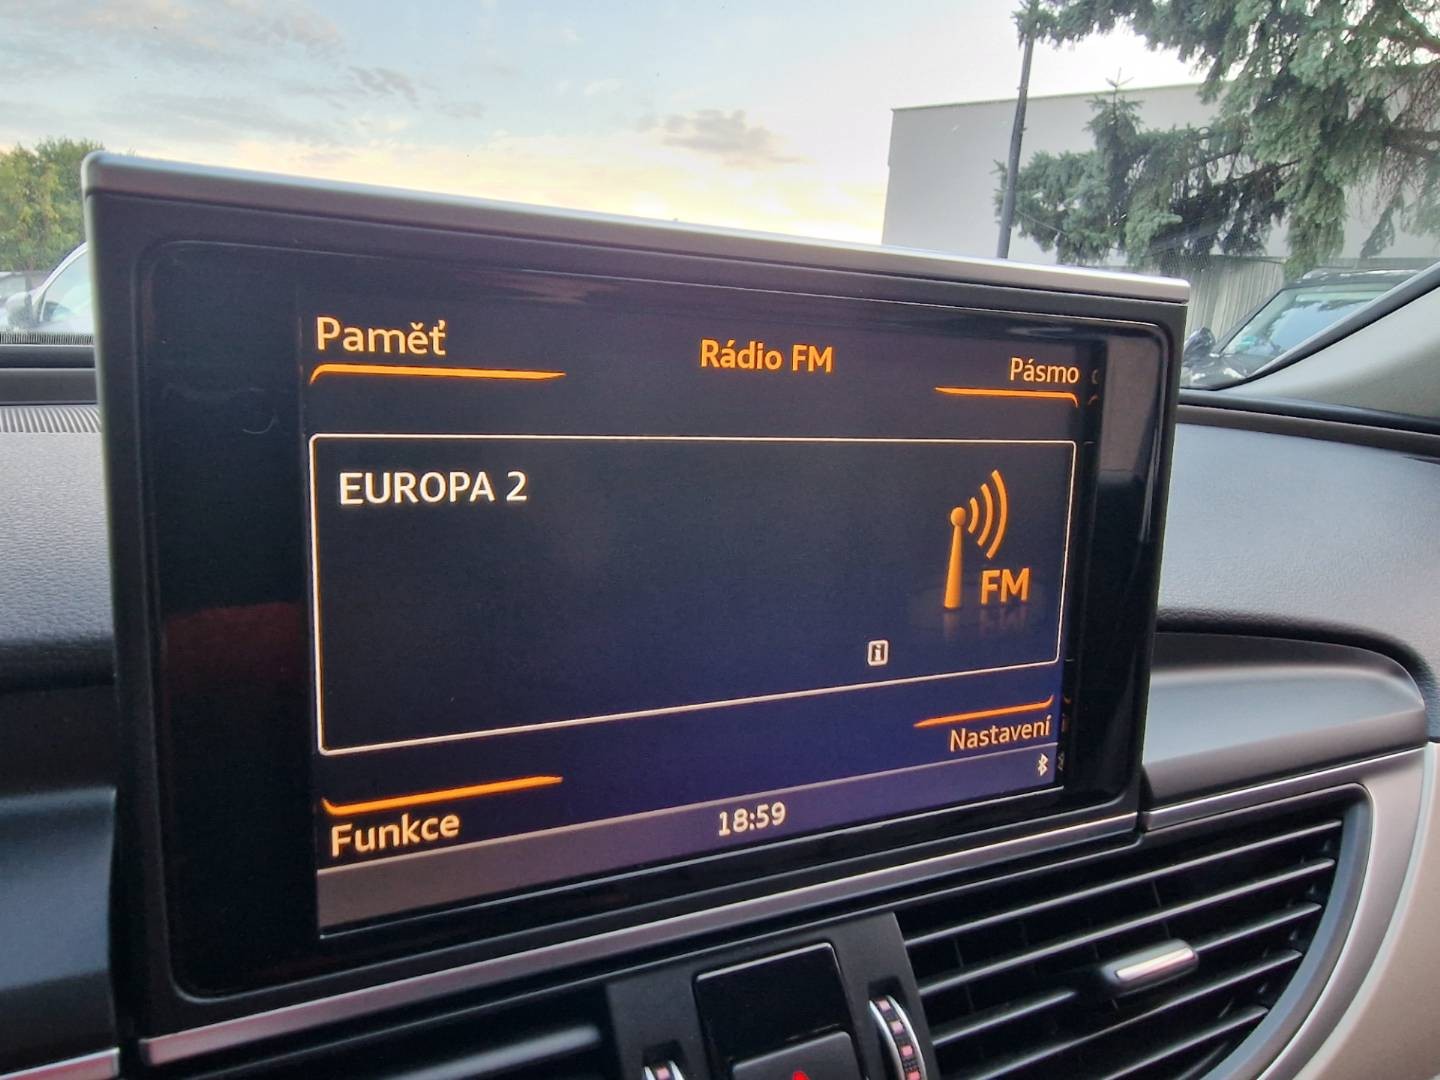 Paměť
Rádio FM
Pásmo
EUROPA 2
FM
i
Nastavení
Funkce
18:59